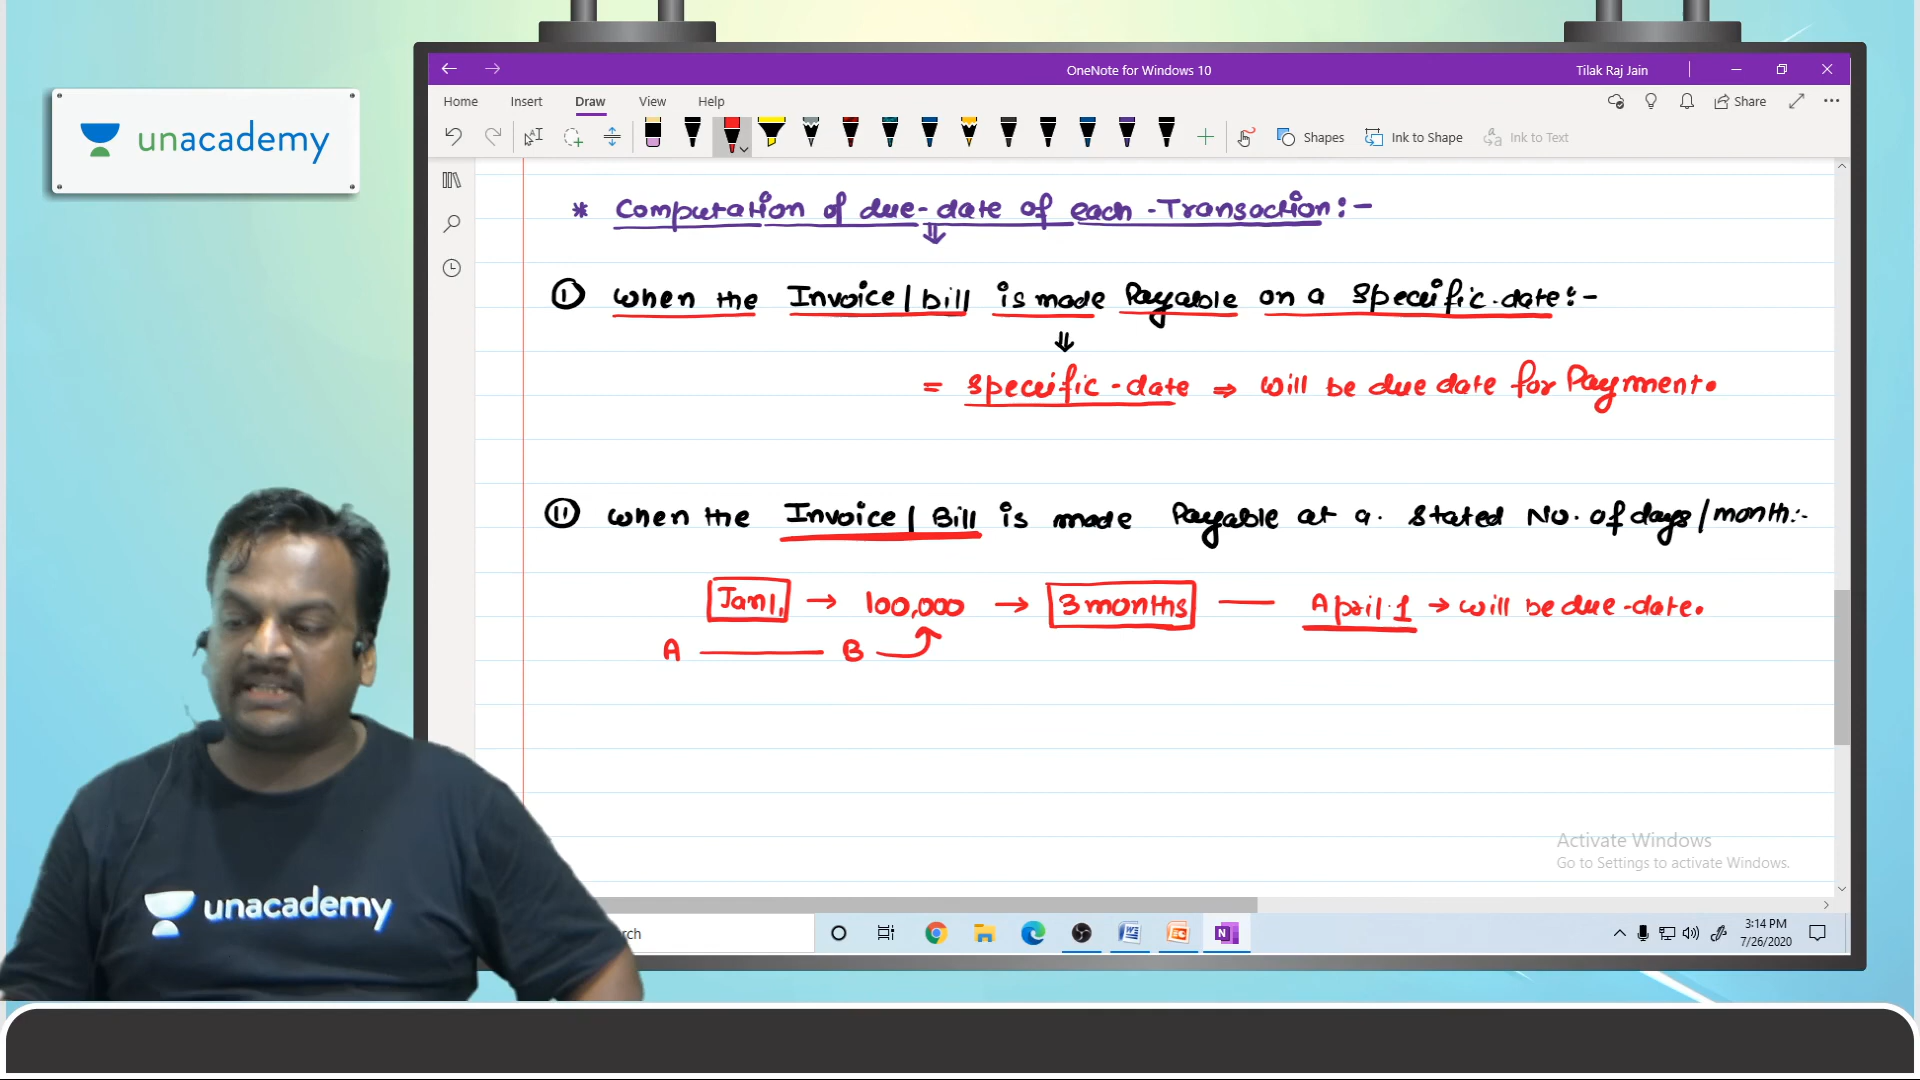 OneNote for Windows 10
Tilak Raj Jain
Home Insert Draw View Help
Share
Shapes Ink to Shape Ink to Text
unacademy
* Computation of due-date of each -Transaction:-
① when the Invoice/bill is made Payable on a Specific-date:-
= Specific-date ⇒ will be due date for Payment.
⑪ when the Invoice/Bill is made Payable at a. Stated No. of days/month:-
Jan 1, → 100,000 → 3 months — April 1 → will be due-date.
A — B
Activate Windows
Go to Settings to activate Windows.
unacademy
rch
3:14 PM
7/26/2020